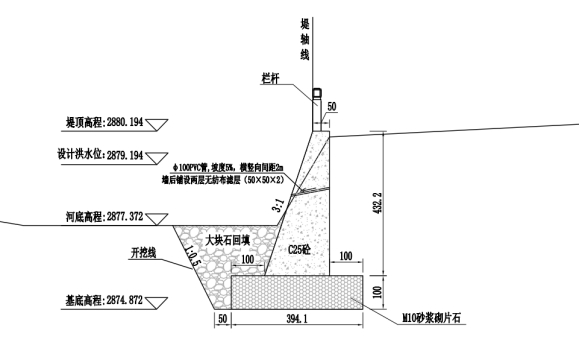 堤轴线
栏杆
50
堤顶高程:2880.194
设计洪水位:2879.194
φ100PVC管,坡度5%，横竖向间距2m
墙后铺设两层无纺布滤层（50×50×2）
3:1
432.2
河底高程:2877.372
大块石回填
C25砼
开挖线
1:0.5
100
100
100
基底高程:2874.872
M10砂浆砌片石
50
394.1